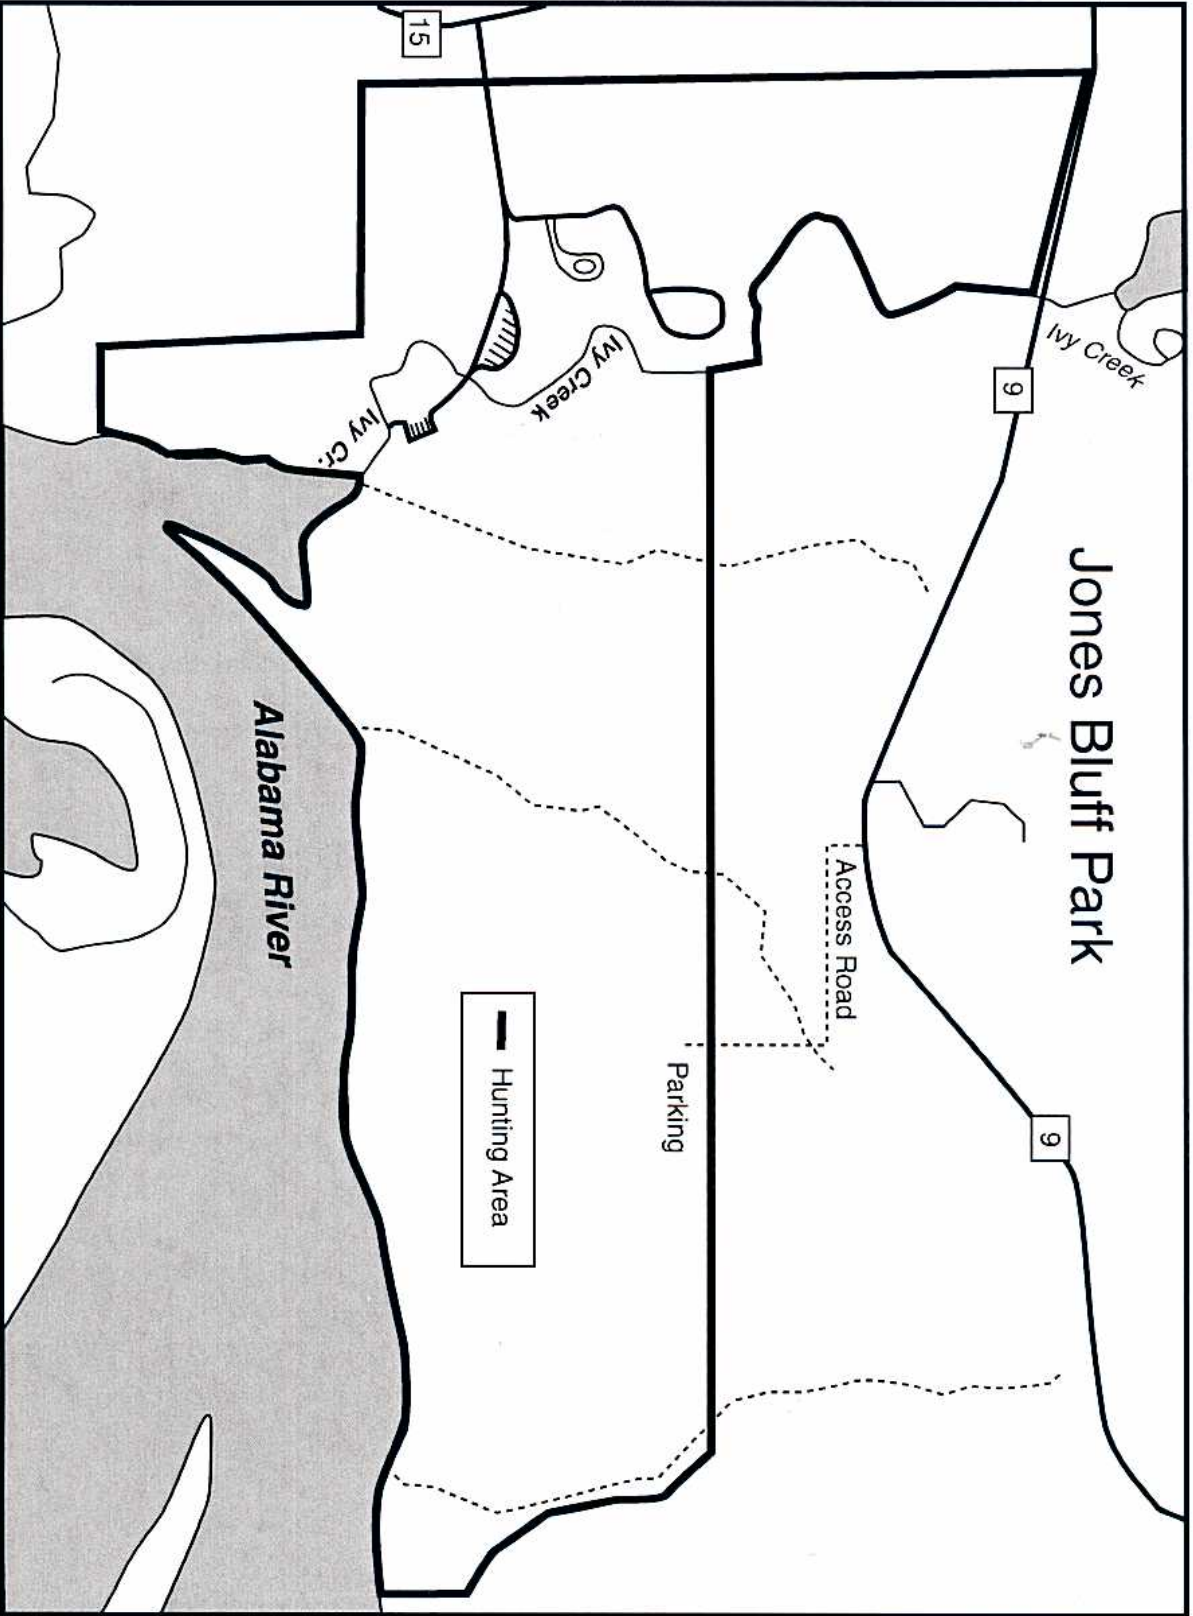 Jones Bluff Park
Ivy Creek
9
9
Access Road
Parking
15
Ivy Creek
Ivy Cr.
Hunting Area
Alabama River